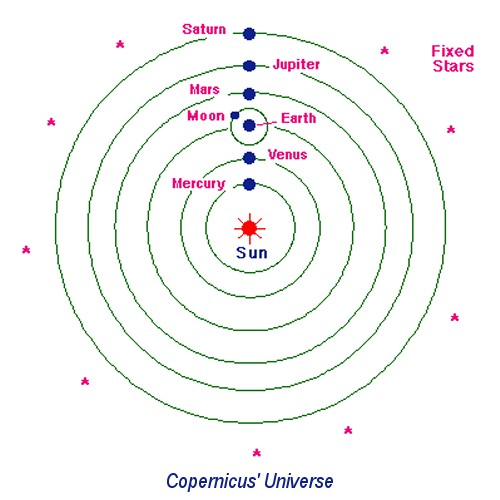 Saturn
Fixed
Stars
Jupiter
Mars
Moon
Earth
Venus
Mercury
Sun
Copernicus' Universe